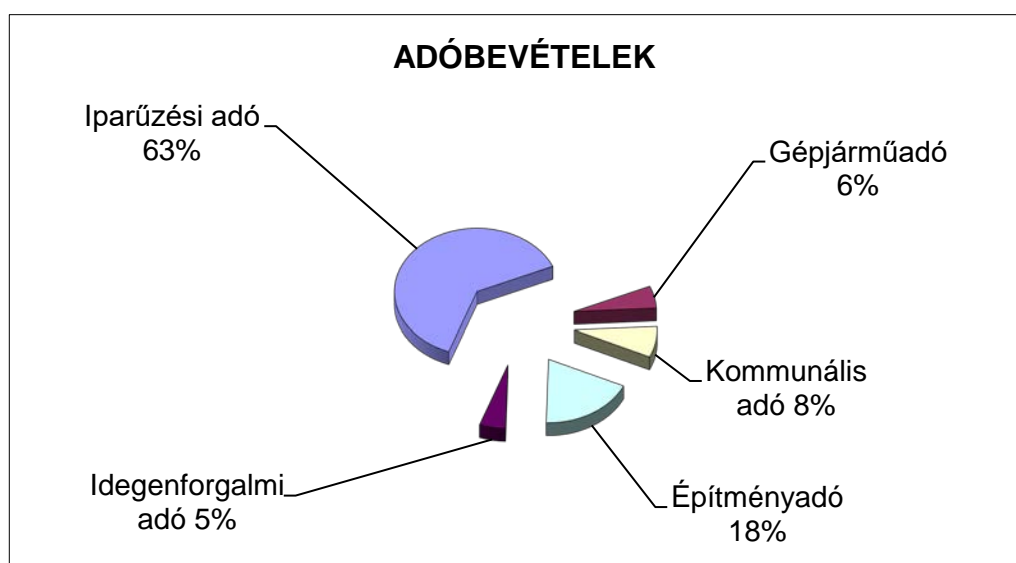 ADÓBEVÉTELEK
Iparűzési adó
63%
Gépjárműadó
6%
Kommunális
adó 8%
Idegenforgalmi
adó 5%
Építményadó
18%